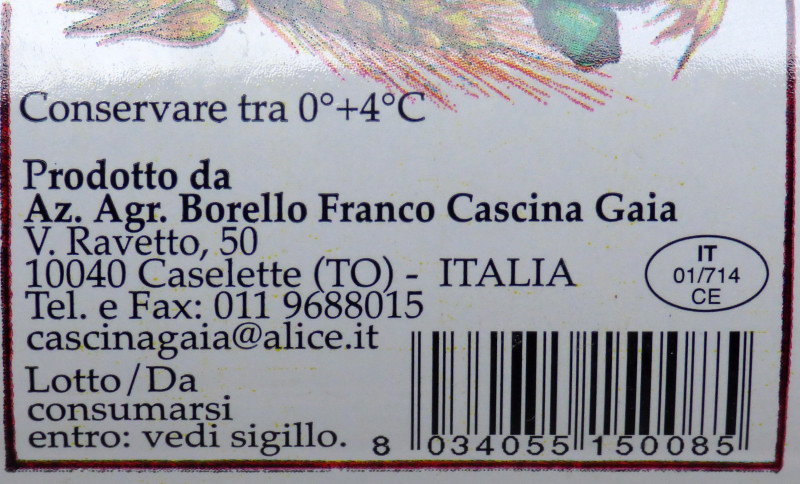 Conservare tra 0°+4°C
Prodotto da
Az. Agr. Borello Franco Cascina Gaia
V. Ravetto, 50
10040 Caselette (TO) - ITALIA
Tel. e Fax: 011 9688015
cascinagaia@alice.it
IT
01/714
CE
Lotto/Da
consumarsi
entro: vedi sigillo.
8 034055 150085